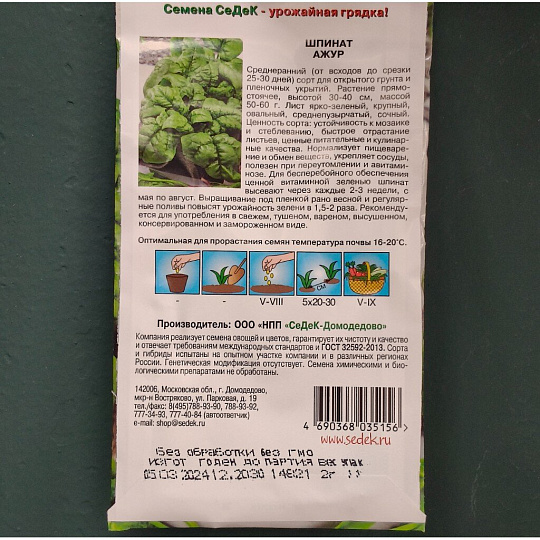 Семена СеДеК - урожайная грядка!
ШПИНАТ
АЖУР
Среднеранний (от всходов до срезки
25-30 дней) сорт для открытого грунта и
пленочных укрытий. Растение прямо-
стоячее, высотой 30-40 см, массой
50-60 г. Лист ярко-зеленый, крупный,
овальный, среднепузырчатый, сочный.
Ценность сорта: устойчивость к мозаике
и стеблеванию, быстрое отрастание
листьев, ценные питательные и кулинар-
ные качества. Нормализует пищеваре-
ние и обмен веществ, укрепляет сосуды,
полезен при переутомлении и авитами-
нозе. Для бесперебойного обеспечения
ценной витаминной зеленью шпинат
высевают через каждые 2-3 недели, с
мая по август. Выращивание под пленкой рано весной и регуляр-
ные поливы повысят урожайность зелени в 1,5-2 раза. Рекоменду-
ется для употребления в свежем, тушеном, вареном, высушенном,
консервированном и замороженном виде.
Оптимальная для прорастания семян температура почвы 16-20°С.
СМ
- - V-VIII 5х20-30 V-IX
Производитель: ООО "НПП "СеДеК-Домодедово"
Компания реализует семена овощей и цветов, гарантирует их чистоту и качество
и отвечает требованиям международных стандартов и ГОСТ 32592-2013. Сорта
и гибриды испытаны на опытном участке компании и в различных регионах
России. Генетическая модификация отсутствует. Семена химическими и био-
логическими препаратами не обработаны.
142006, Московская обл., г. Домодедово,
мкр-н Востряково, ул. Парковая, д. 19
тел./факс: 8(495)788-93-90, 788-93-92,
777-34-93, 777-40-84 (автоответчик)
e-mail: shop@sedek.ru
4 690368 035156
www.sedek.ru
Без обработки без гмо
изгот годен до партия вес упак
05.03.2024 12.2030 14621 2г